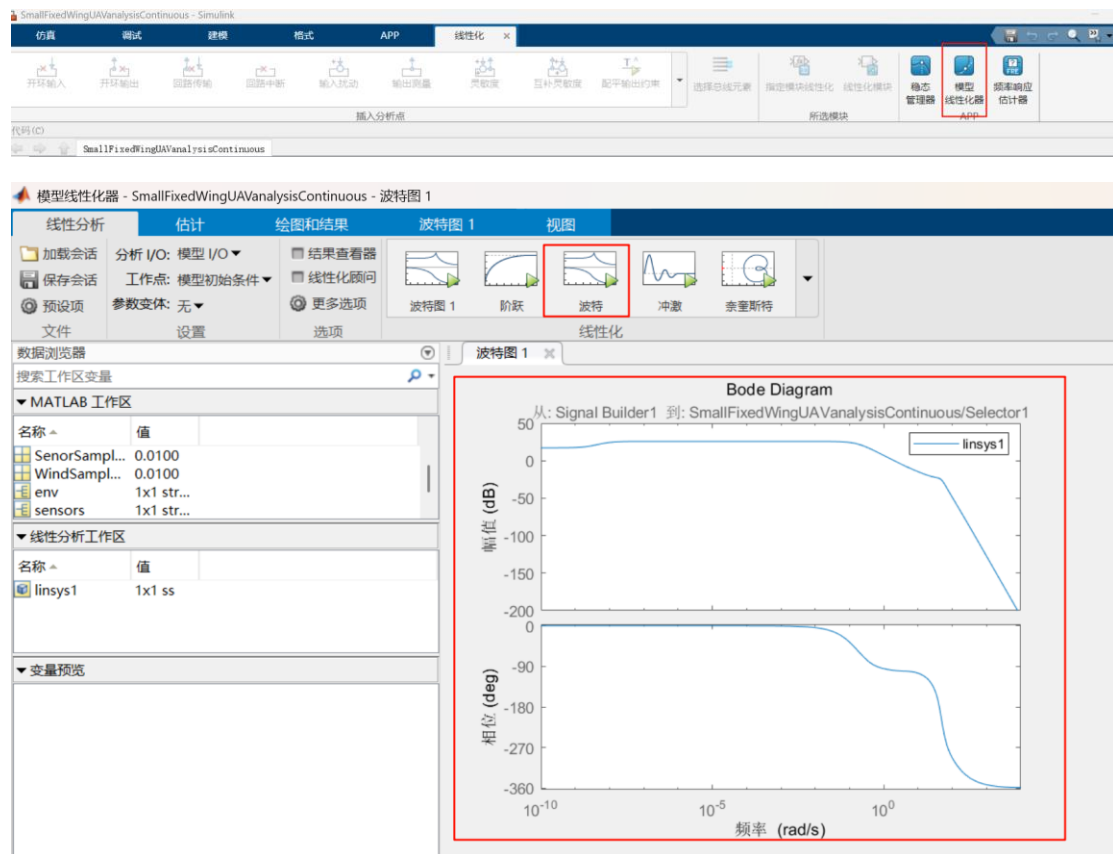 SmallFixedWingUAVanalysisContinuous - Simulink
仿真 调试 建模 格式 APP 线性化 ×
开环输入 开环输出 回路传输 回路中断 输入扰动 输出测量 灵敏度 互补灵敏度 配平输出约束 选择总线元素 指定模块线性化 线性化模块 稳态管理器 模型线性化器 频率响应估计器
插入分析点 所选模块 APP
代码(C)
SmallFixedWingUAVanalysisContinuous
模型线性化器 - SmallFixedWingUAVanalysisContinuous - 波特图 1
线性分析 估计 绘图和结果 波特图 1 视图
加载会话 分析 I/O: 模型 I/O 结果查看器
保存会话 工作点: 模型初始条件 线性化顾问
预设项 参数变体: 无 更多选项
波特图 1 阶跃 波特 冲激 奈奎斯特
文件 设置 选项 线性化
数据浏览器
搜索工作区变量
MATLAB 工作区
名称 值
SenorSampl... 0.0100
WindSampl... 0.0100
env 1x1 str...
sensors 1x1 str...
线性分析工作区
名称 值
linsys1 1x1 ss
变量预览
波特图 1
Bode Diagram
从: Signal Builder1 到: SmallFixedWingUAVanalysisContinuous/Selector1
linsys1
幅值 (dB)
50
0
-50
-100
-150
-200
相位 (deg)
0
-90
-180
-270
-360
10-10 10-5 100
频率 (rad/s)